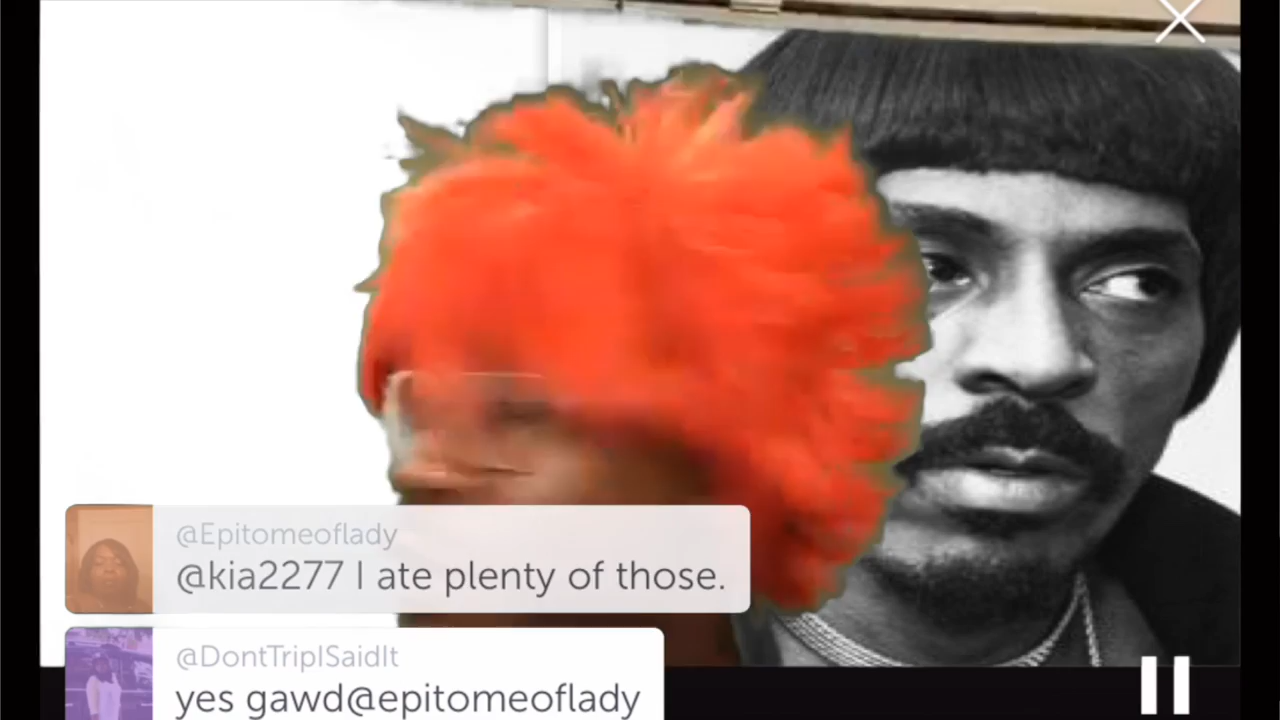 @Epitomeoflady
@kia2277 I ate plenty of those.
@DontTripISaidIt
yes gawd@epitomeoflady